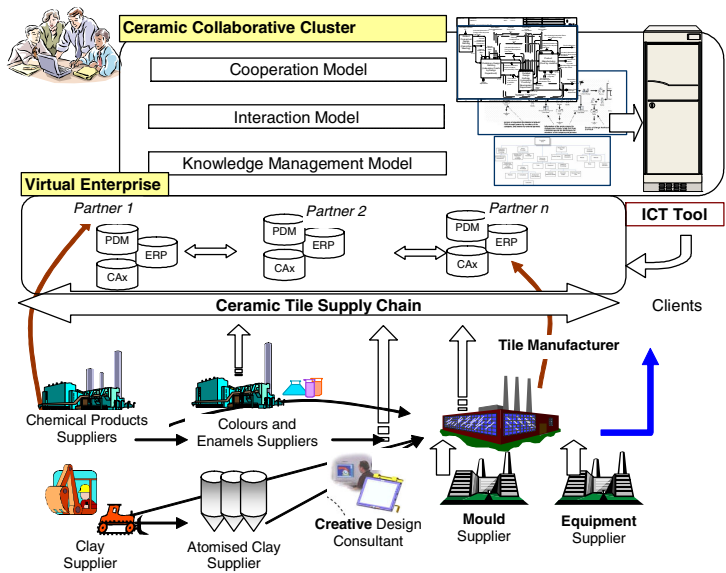 Ceramic Collaborative Cluster
Cooperation Model
Interaction Model
Knowledge Management Model
Virtual Enterprise
Partner 1
Partner 2
Partner n
ICT Tool
PDM
ERP
CAx
PDM
ERP
CAx
PDM
ERP
CAx
Ceramic Tile Supply Chain
Clients
Tile Manufacturer
Chemical Products
Suppliers
Colours and
Enamels Suppliers
Clay
Supplier
Atomised Clay
Supplier
Creative Design
Consultant
Mould
Supplier
Equipment
Supplier